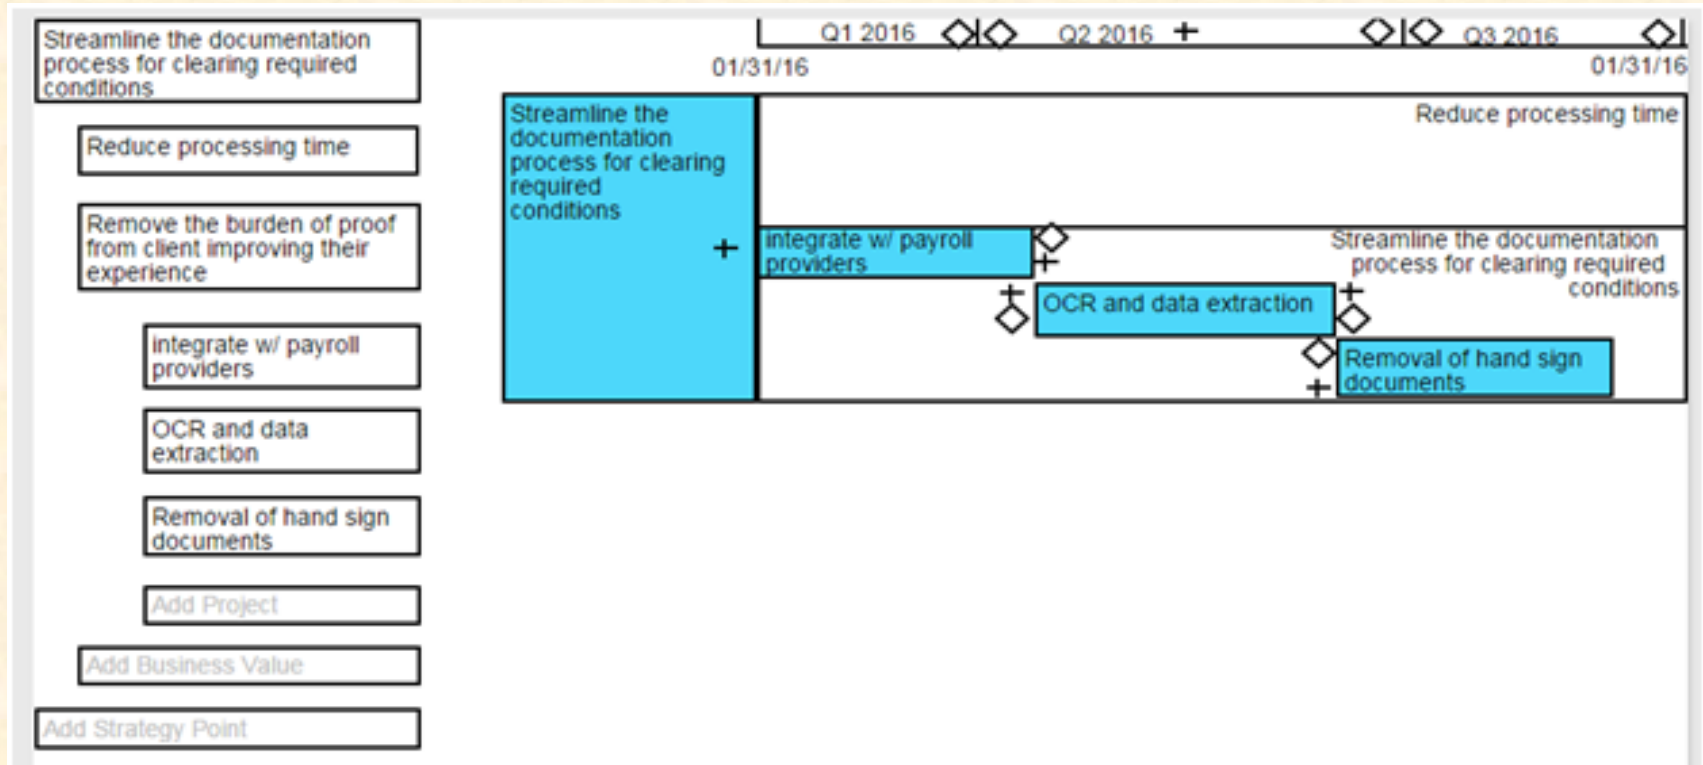 Streamline the documentation
process for clearing required
conditions
Reduce processing time
Remove the burden of proof
from client improving their
experience
integrate w/ payroll
providers
OCR and data
extraction
Removal of hand sign
documents
Add Project
Add Business Value
Add Strategy Point
Q1 2016
Q2 2016
Q3 2016
01/31/16
01/31/16
Streamline the
documentation
process for clearing
required
conditions
Reduce processing time
integrate w/ payroll
providers
Streamline the documentation
process for clearing required
conditions
OCR and data extraction
Removal of hand sign
documents